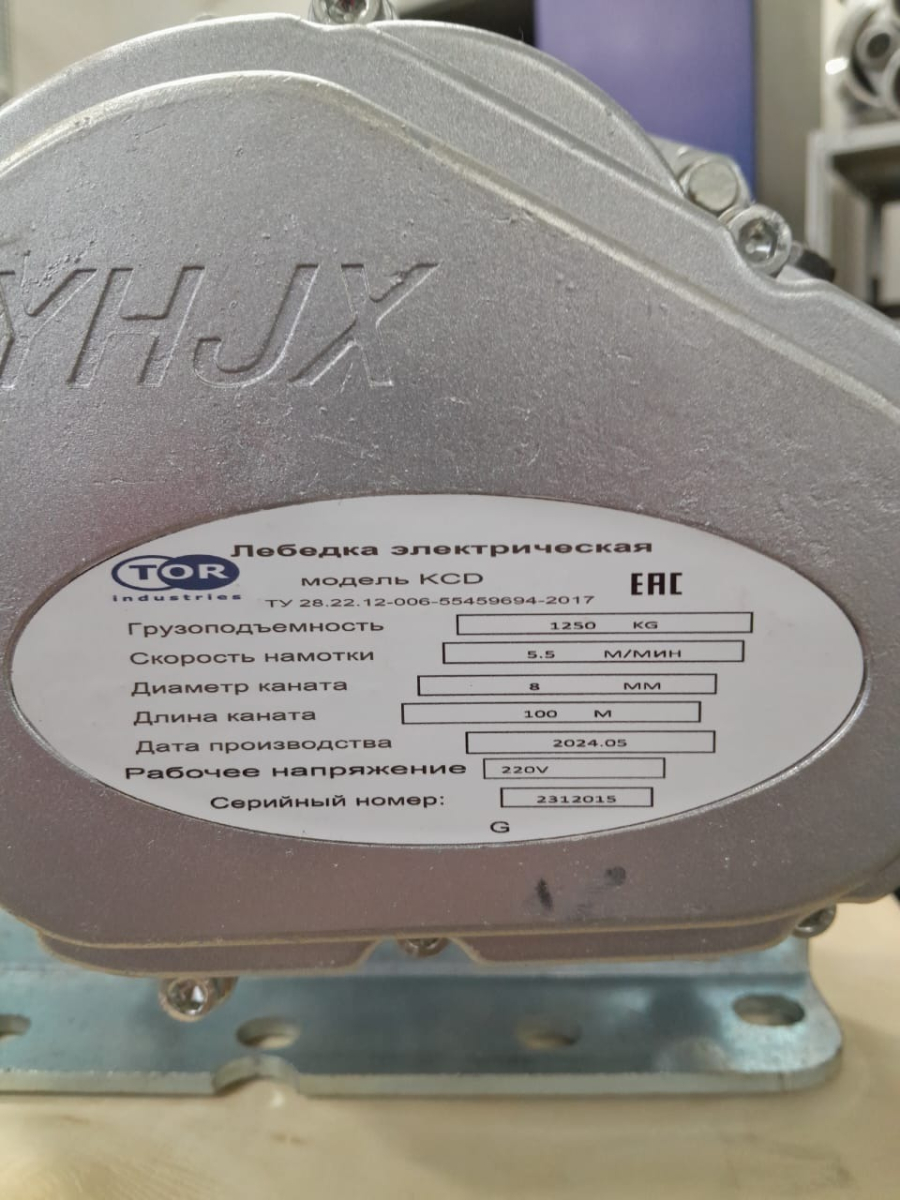 YHJX
TOR
industries
Лебедка электрическая
модель KCD
EAC
ТУ 28.22.12-006-55459694-2017
Грузоподъемность 1250 KG
Скорость намотки 5.5 М/МИН
Диаметр каната 8 ММ
Длина каната 100 М
Дата производства 2024.05
Рабочее напряжение 220V
Серийный номер: 2312015
G